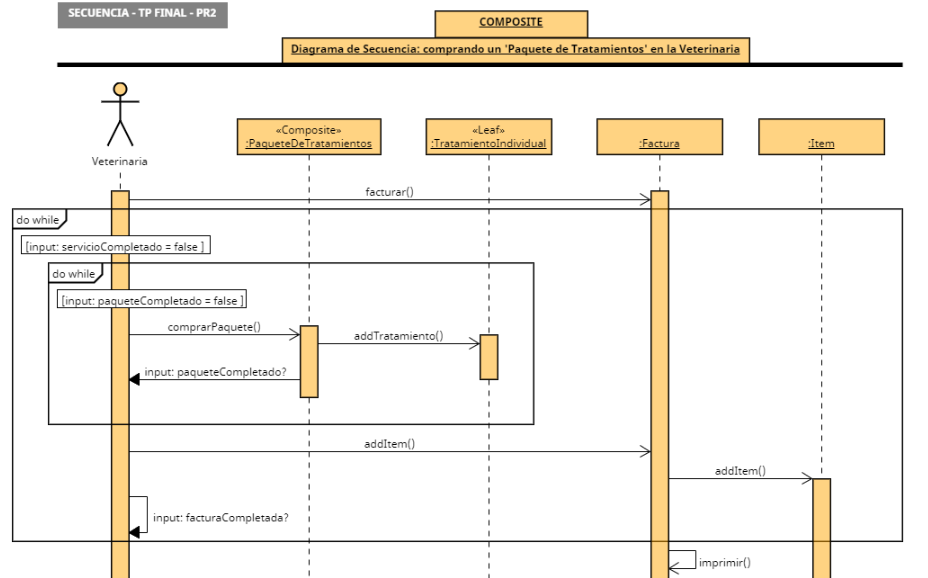 SECUENCIA - TP FINAL - PR2
COMPOSITE
Diagrama de Secuencia: comprando un 'Paquete de Tratamientos' en la Veterinaria
Veterinaria
«Composite»
:PaqueteDeTratamientos
«Leaf»
:TratamientoIndividual
:Factura
:Item
facturar()
do while
[input: servicioCompletado = false ]
do while
[input: paqueteCompletado = false ]
comprarPaquete()
addTratamiento()
input: paqueteCompletado?
addItem()
addItem()
input: facturaCompletada?
imprimir()